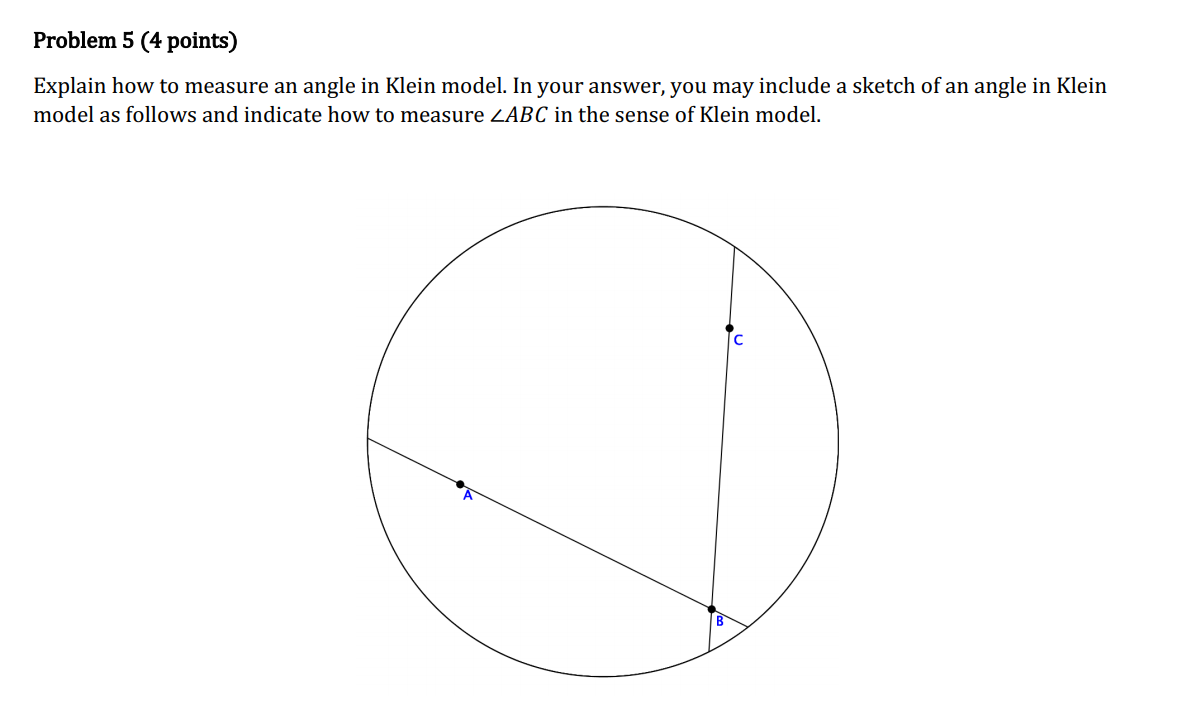 Problem 5 (4 points)
Explain how to measure an angle in Klein model. In your answer, you may include a sketch of an angle in Klein
model as follows and indicate how to measure ∠ABC in the sense of Klein model.
C
A
B